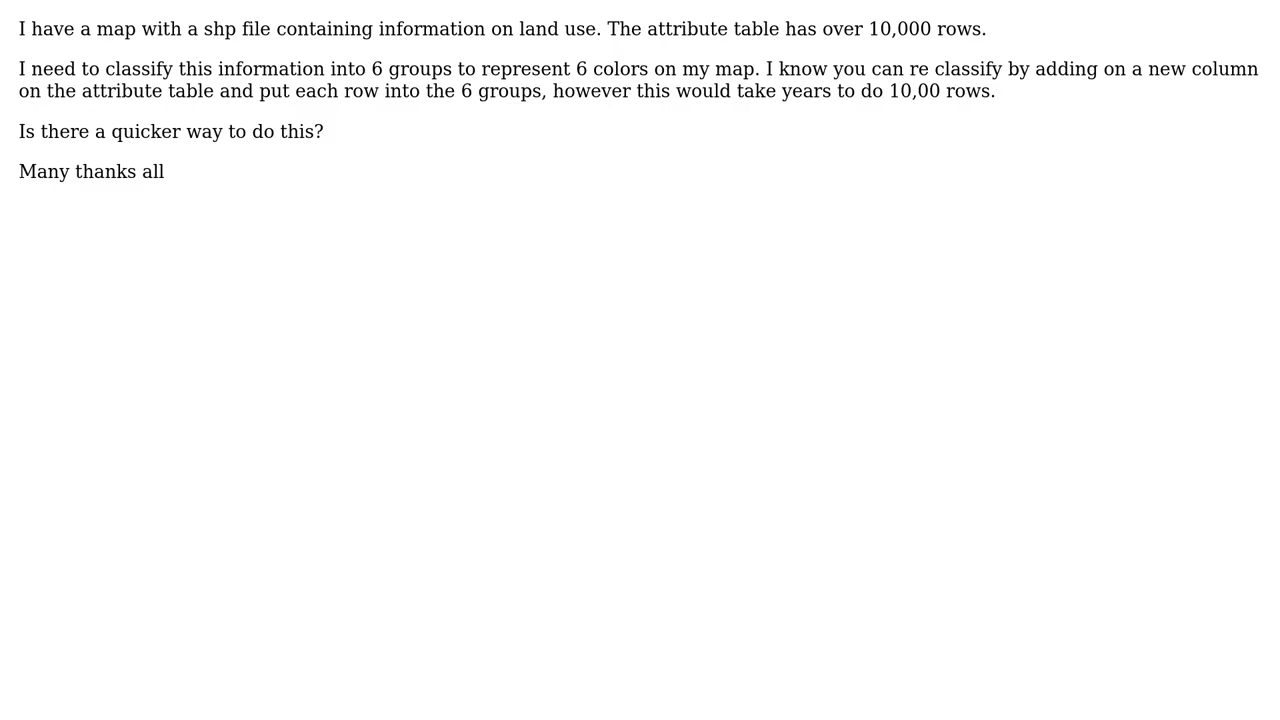 I have a map with a shp file containing information on land use. The attribute table has over 10,000 rows.
I need to classify this information into 6 groups to represent 6 colors on my map. I know you can re classify by adding on a new column
on the attribute table and put each row into the 6 groups, however this would take years to do 10,00 rows.
Is there a quicker way to do this?
Many thanks all